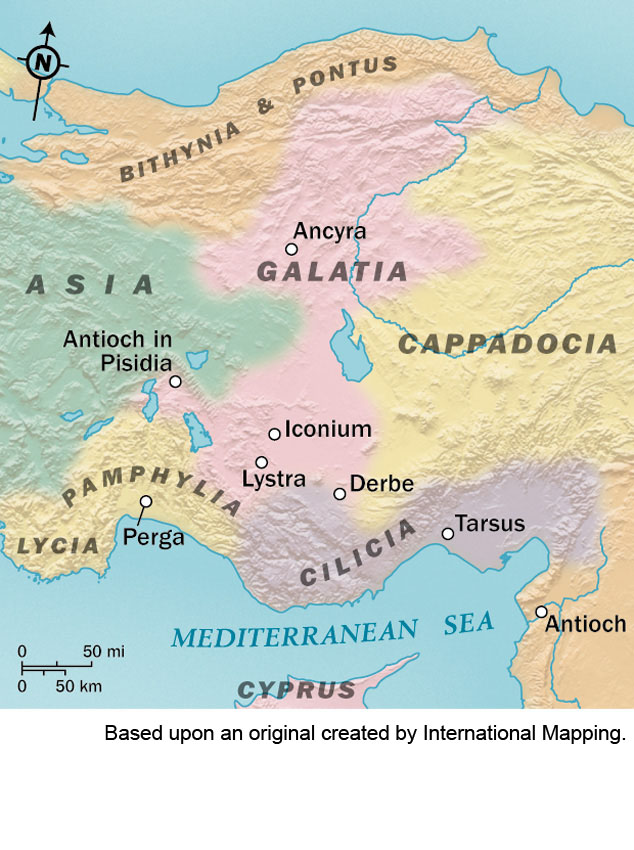 N
BITHYNIA & PONTUS
Ancyra
GALATIA
ASIA
Antioch in
Pisidia
CAPPADOCIA
Iconium
Lystra
Derbe
PAMPHYLIA
Perga
LYCIA
CILICIA
Tarsus
Antioch
MEDITERRANEAN SEA
0 50 mi
0 50 km
CYPRUS
Based upon an original created by International Mapping.